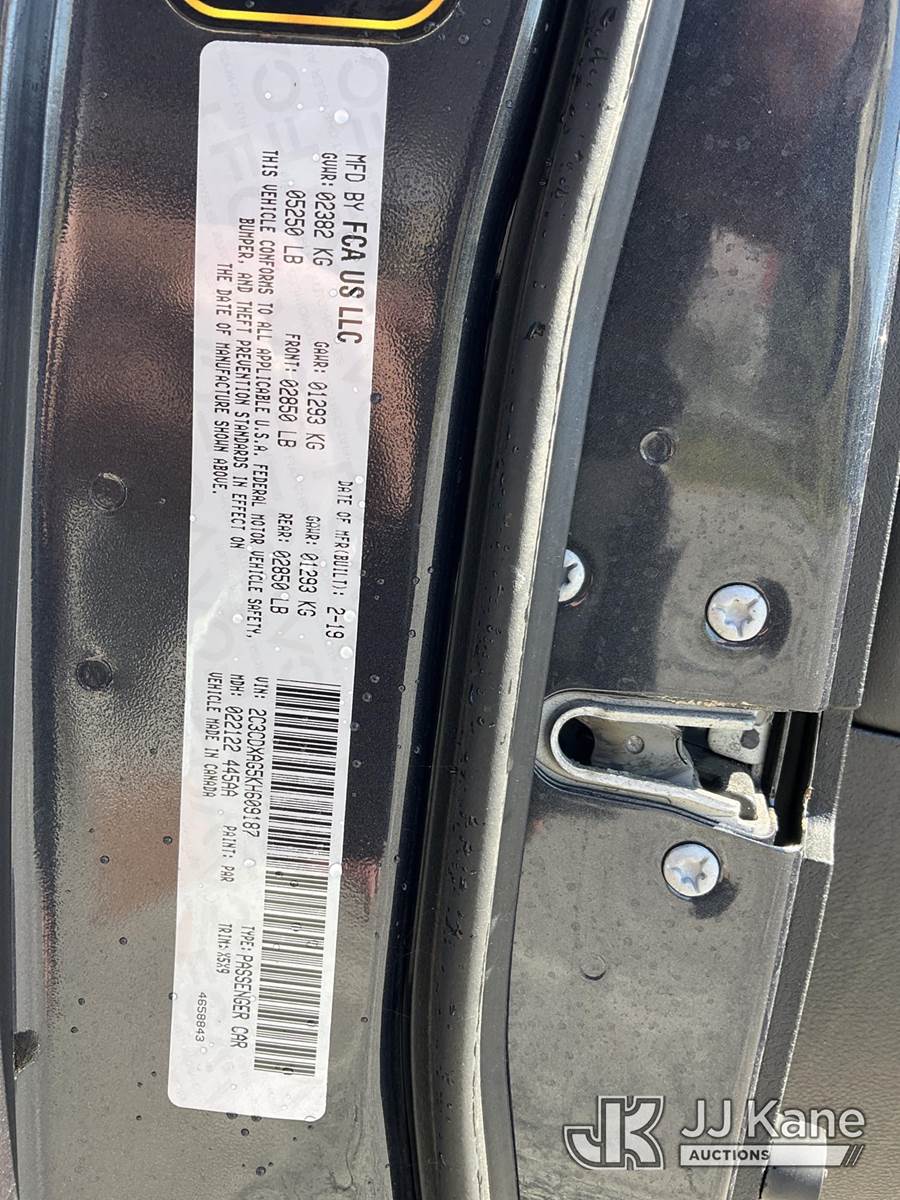 MFD BY FCA US LLC
DATE OF MFR(BUILT): 2-19
GVWR: 02382 KG
GAWR: 01293 KG
GAWR: 01293 KG
05250 LB
FRONT: 02850 LB
REAR: 02850 LB
THIS VEHICLE CONFORMS TO ALL APPLICABLE U.S.A. FEDERAL MOTOR VEHICLE SAFETY,
BUMPER, AND THEFT PREVENTION STANDARDS IN EFFECT ON
THE DATE OF MANUFACTURE SHOWN ABOVE.
VIN: 2C3CDXAG5KH609187
TYPE: PASSENGER CAR
MDH: 022122 445AA
PAINT: PAR
TRIM: X5X9
VEHICLE MADE IN CANADA
4658843
JK JJ Kane
AUCTIONS